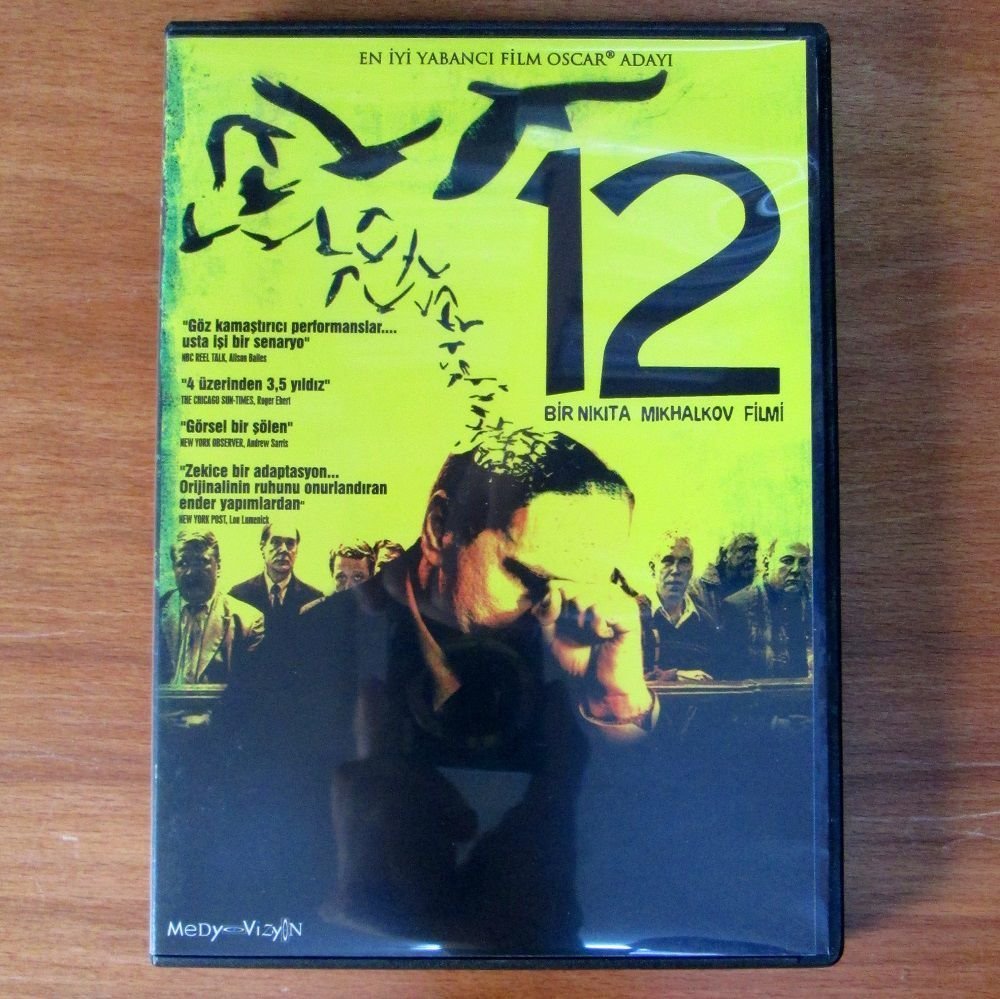 EN İYİ YABANCI FİLM OSCAR® ADAYI
12
BİR NIKITA MIKHALKOV FİLMİ
"Göz kamaştırıcı performanslar....
usta işi bir senaryo"
NBC REEL TALK, Alison Bailes
"4 üzerinden 3,5 yıldız"
THE CHICAGO SUN-TIMES, Roger Ebert
"Görsel bir şölen"
NEW YORK OBSERVER, Andrew Sarris
"Zekice bir adaptasyon...
Orijinalinin ruhunu onurlandıran
ender yapımlardan"
NEW YORK POST, Lou Lumenick
MEDYAVİZYON